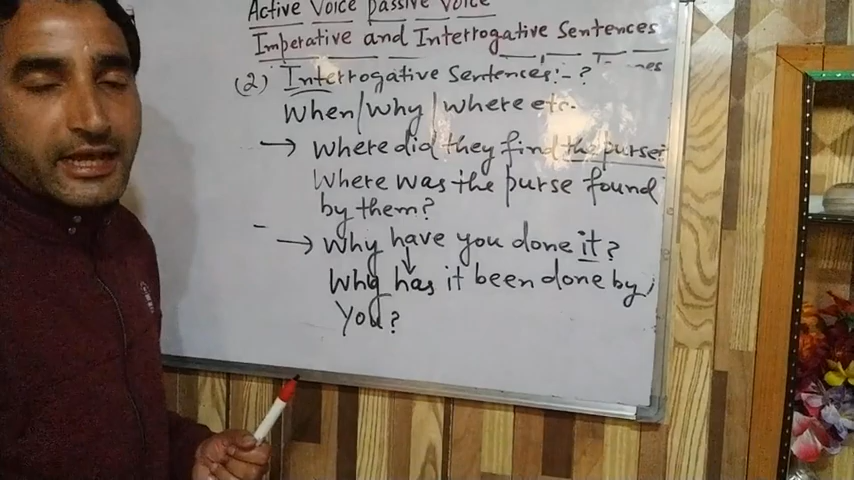 Active Voice Passive Voice
Imperative and Interrogative Sentences
(2) Interrogative Sentences:- ?
When/Why/where etc.
→ Where did they find the purse?
Where was the purse found
by them?
→ Why have you done it?
Why has it been done by
you?